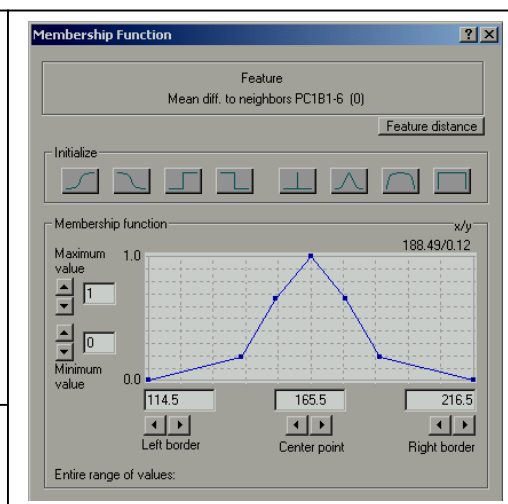 Membership Function
Feature
Mean diff. to neighbors PC1B1-6 (0)
Feature distance
Initialize
Membership function
x/y
188.49/0.12
Maximum
value
1.0
1
0
Minimum
value
0.0
114.5
165.5
216.5
Left border
Center point
Right border
Entire range of values: